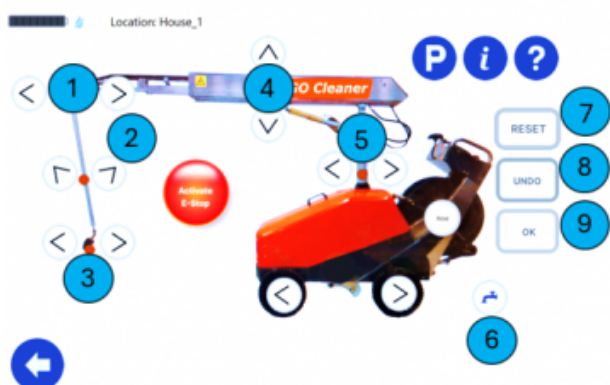 Location: House_1
P i ?
1
4
GO Cleaner
7
RESET
2
5
8
Activate
E-Stop
UNDO
9
OK
3
6